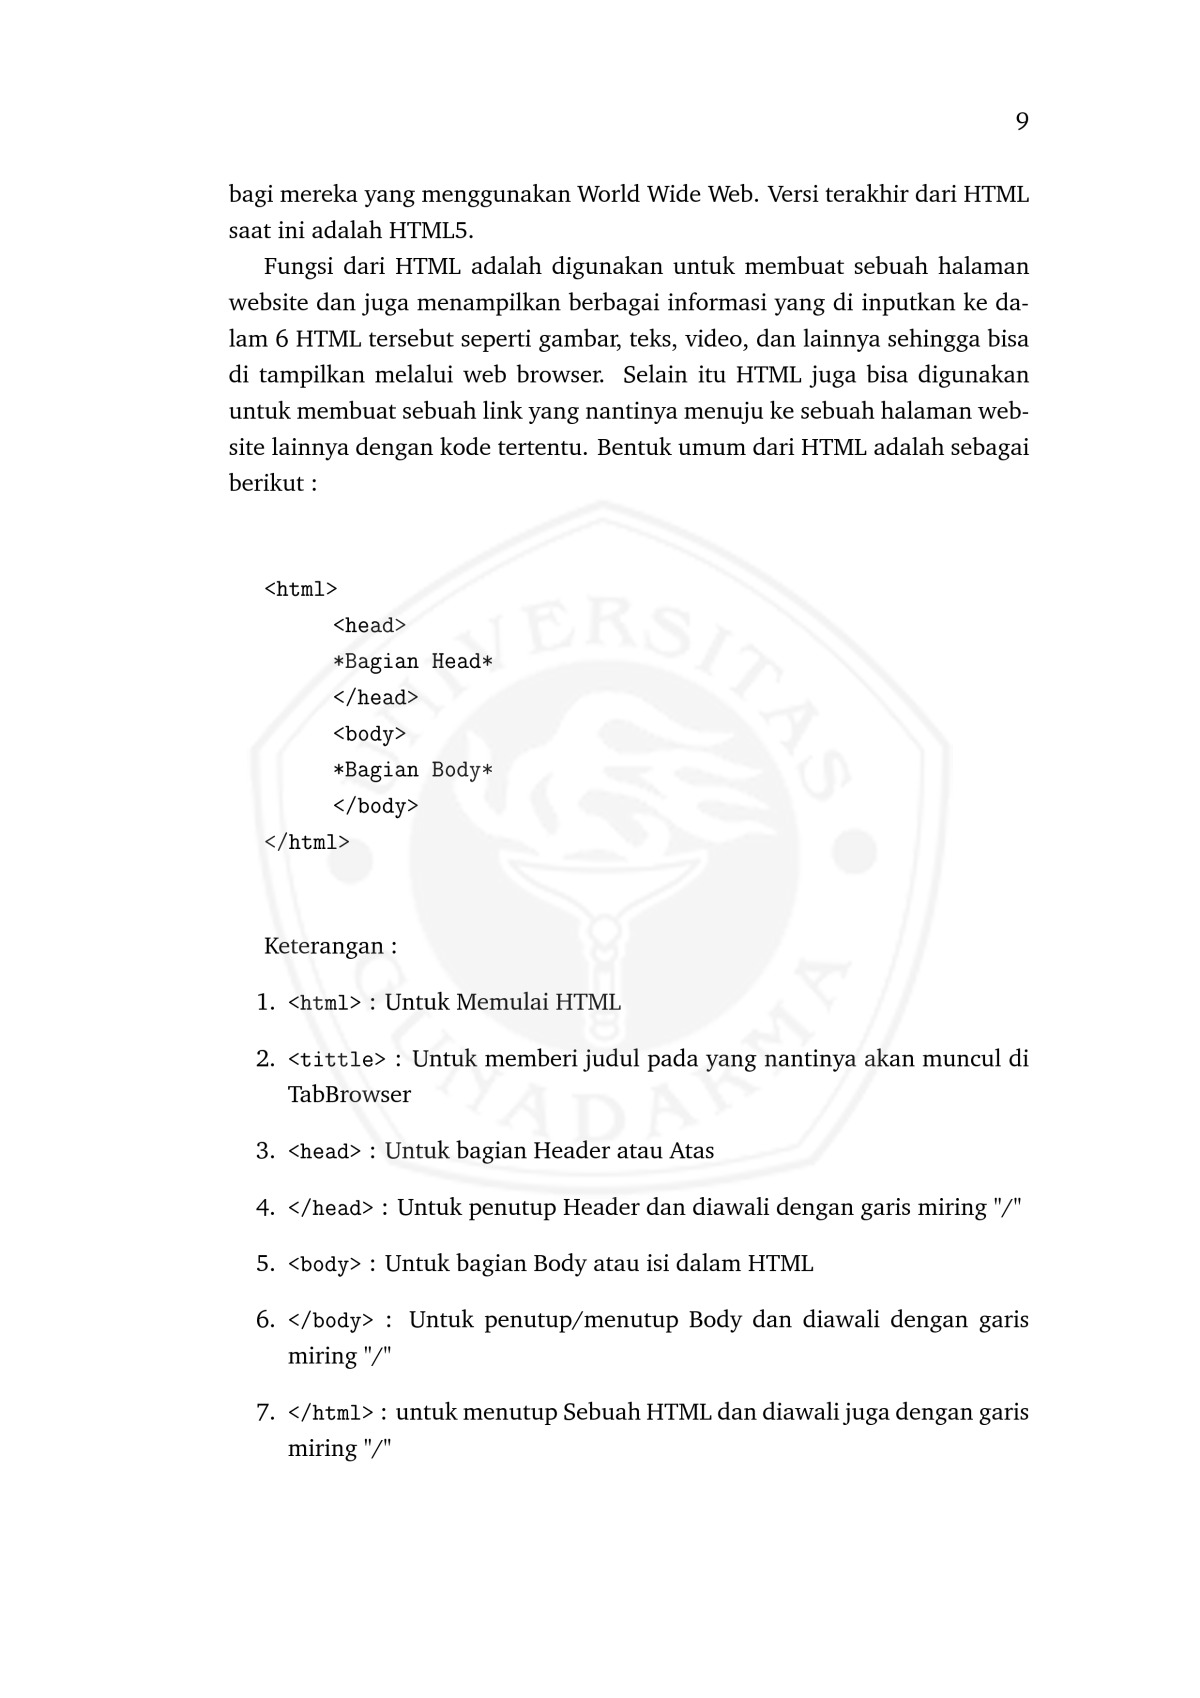 9
bagi mereka yang menggunakan World Wide Web. Versi terakhir dari HTML
saat ini adalah HTML5.
Fungsi dari HTML adalah digunakan untuk membuat sebuah halaman
website dan juga menampilkan berbagai informasi yang di inputkan ke da-
lam 6 HTML tersebut seperti gambar, teks, video, dan lainnya sehingga bisa
di tampilkan melalui web browser. Selain itu HTML juga bisa digunakan
untuk membuat sebuah link yang nantinya menuju ke sebuah halaman web-
site lainnya dengan kode tertentu. Bentuk umum dari HTML adalah sebagai
berikut :
<html>
<head>
*Bagian Head*
</head>
<body>
*Bagian Body*
</body>
</html>
Keterangan :
1. <html> : Untuk Memulai HTML
2. <tittle> : Untuk memberi judul pada yang nantinya akan muncul di
TabBrowser
3. <head> : Untuk bagian Header atau Atas
4. </head> : Untuk penutup Header dan diawali dengan garis miring "/"
5. <body> : Untuk bagian Body atau isi dalam HTML
6. </body> : Untuk penutup/menutup Body dan diawali dengan garis
miring "/"
7. </html> : untuk menutup Sebuah HTML dan diawali juga dengan garis
miring "/"
UNIVERSITAS
GUNADARMA